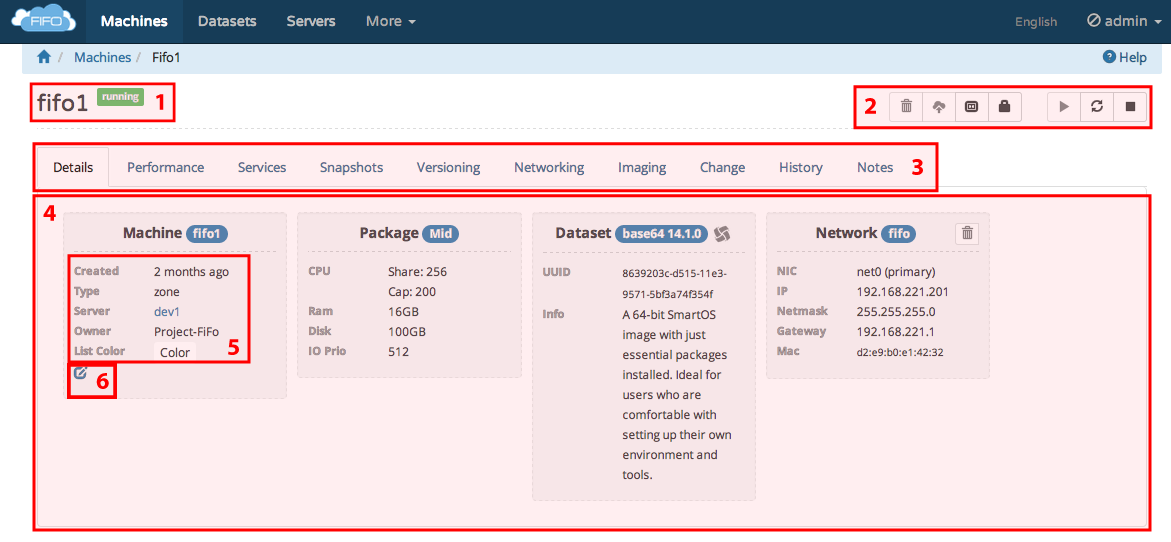 FIFO Machines Datasets Servers More English admin
/ Machines / Fifo1 Help
fifo1 running 1
2
Details Performance Services Snapshots Versioning Networking Imaging Change History Notes 3
4
Machine fifo1
Created 2 months ago
Type zone
Server dev1
Owner Project-FiFo
List Color Color
5
6
Package Mid
CPU Share: 256
Cap: 200
Ram 16GB
Disk 100GB
IO Prio 512
Dataset base64 14.1.0
UUID 8639203c-d515-11e3-
9571-5bf3a74f354f
Info A 64-bit SmartOS
image with just
essential packages
installed. Ideal for
users who are
comfortable with
setting up their own
environment and
tools.
Network fifo
NIC net0 (primary)
IP 192.168.221.201
Netmask 255.255.255.0
Gateway 192.168.221.1
Mac d2:e9:b0:e1:42:32